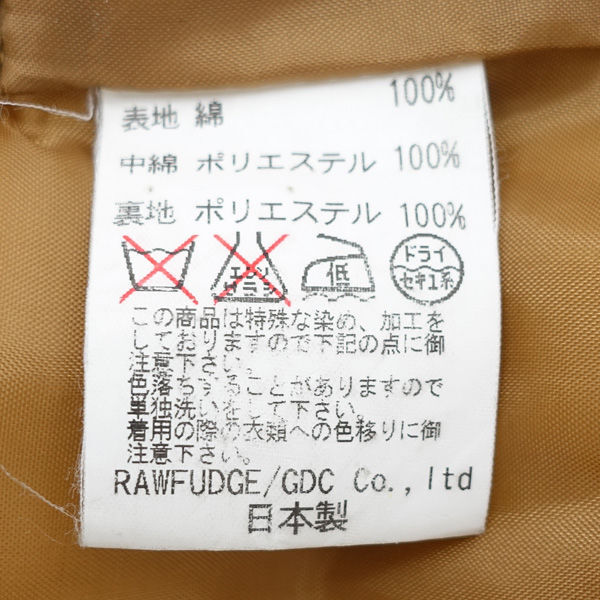 表地 綿 100%
中綿 ポリエステル 100%
裏地 ポリエステル 100%
エンソ サラシ 低 ドライ セキユ系
この商品は特殊な染め、加工を
しておりますので下記の点に御
注意下さい。
色落ちすることがありますので
単独洗いをして下さい。
着用の際の衣類への色移りに御
注意下さい。
RAWFUDGE/GDC Co.,ltd
日本製